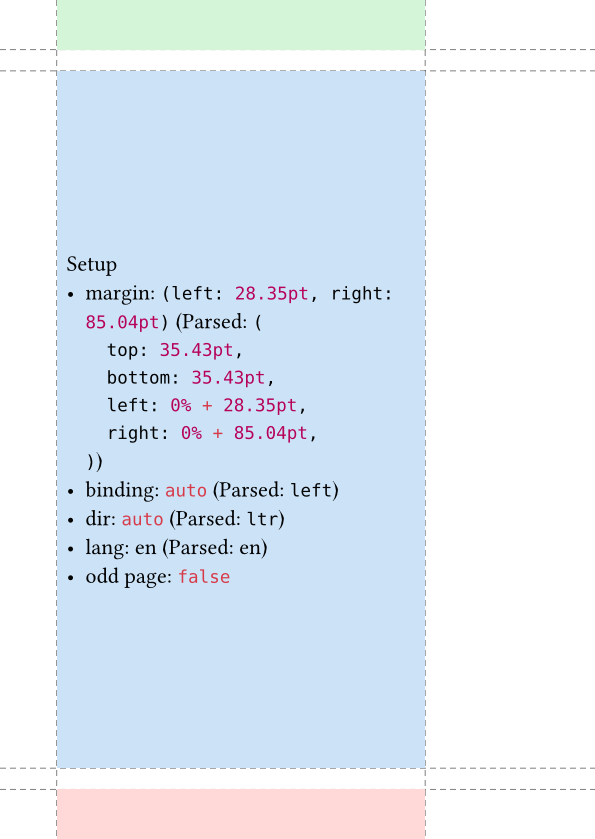 Setup
• margin: (left: 28.35pt, right:
85.04pt) (Parsed: (
top: 35.43pt,
bottom: 35.43pt,
left: 0% + 28.35pt,
right: 0% + 85.04pt,
))
• binding: auto (Parsed: left)
• dir: auto (Parsed: ltr)
• lang: en (Parsed: en)
• odd page: false